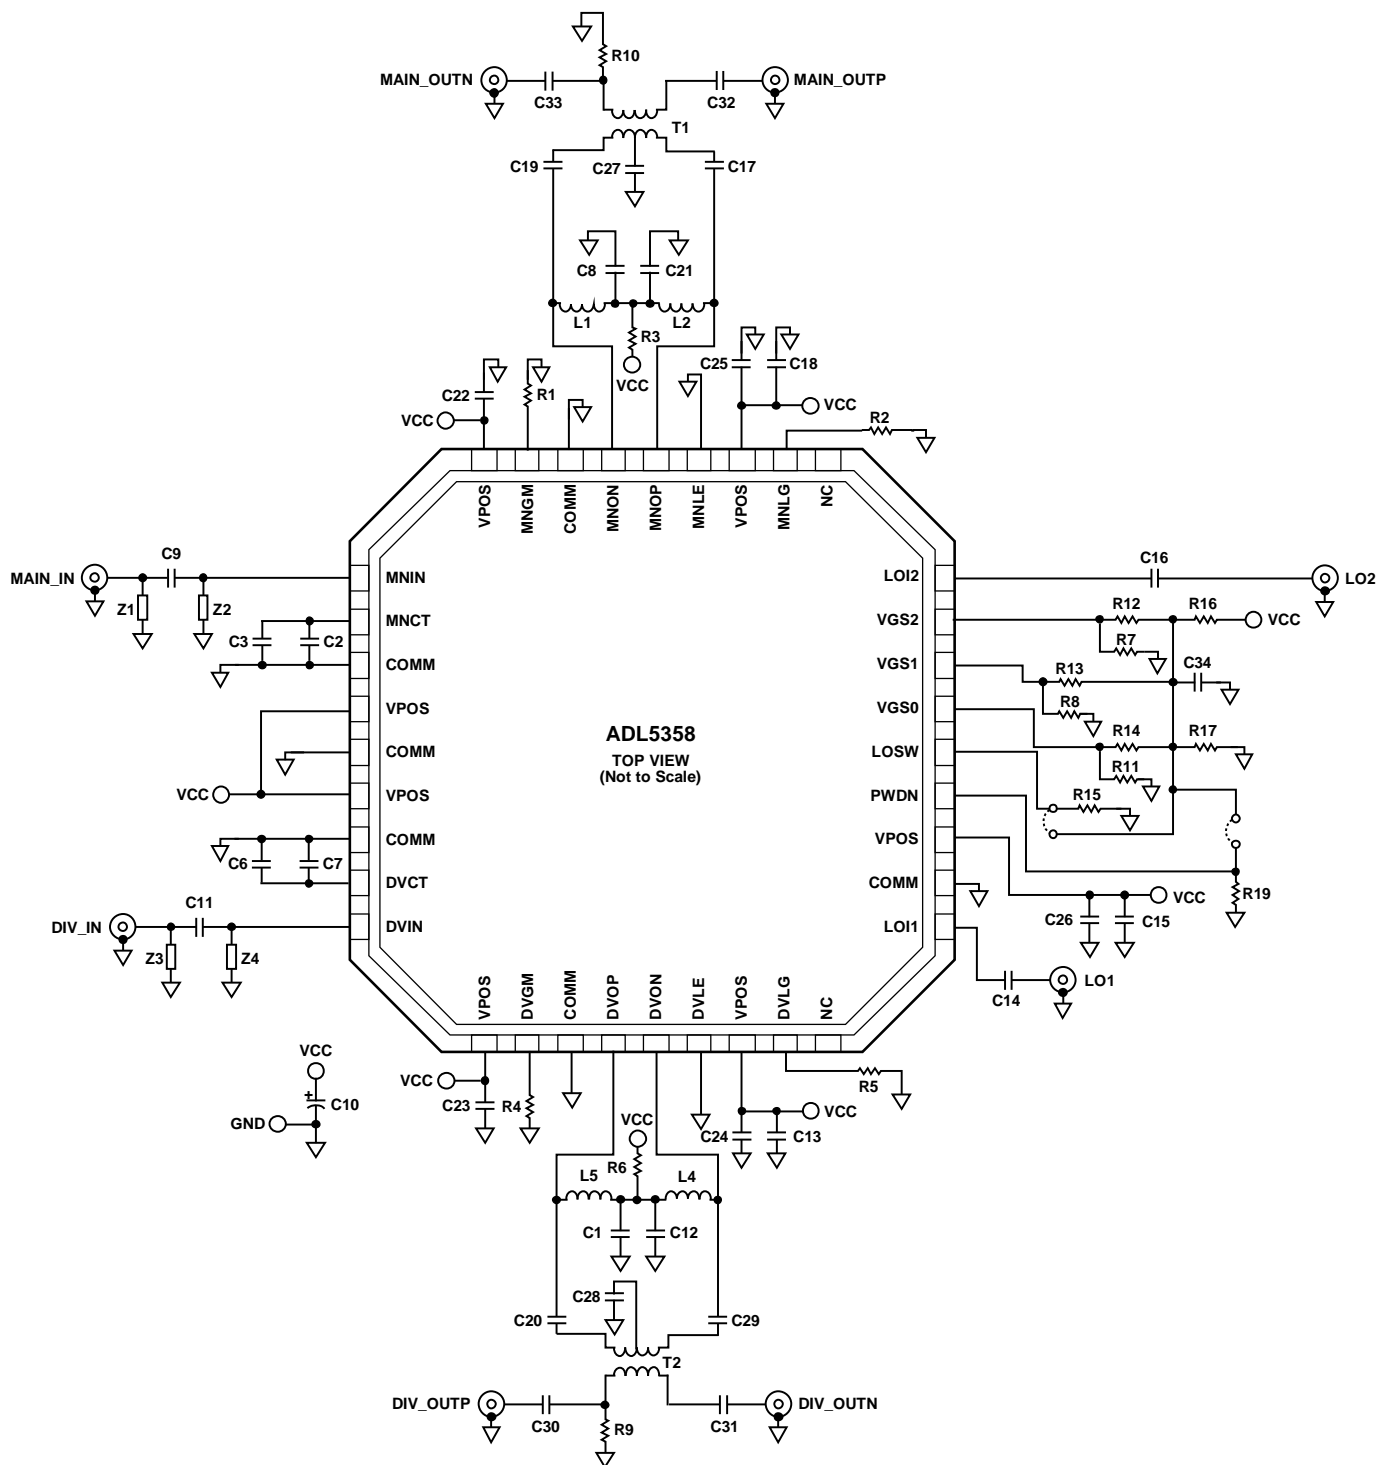 R10
MAIN_OUTN
MAIN_OUTP
C33
C32
T1
C19
C27
C17
C8
C21
L1
L2
R3
VCC
C25
C18
C22
R1
VCC
VCC
R2
VPOS
MNGM
COMM
MNON
MNOP
MNLE
VPOS
MNLG
NC
C9
MAIN_IN
Z1
Z2
MNIN
LOI2
C16
LO2
MNCT
VGS2
R12
R16
VCC
C3
C2
R7
COMM
VGS1
R13
C34
R8
VPOS
VGS0
ADL5358
R14
R17
COMM
TOP VIEW
LOSW
(Not to Scale)
R11
VCC
VPOS
PWDN
R15
COMM
VPOS
C6
C7
DVCT
COMM
VCC
R19
C11
C26
C15
DIV_IN
DVIN
LOI1
Z3
Z4
LO1
C14
VPOS
DVGM
COMM
DVOP
DVON
DVLE
VPOS
DVLG
NC
VCC
VCC
R5
C10
C23
R4
VCC
GND
VCC
C24
C13
R6
L5
L4
C1
C12
C28
C20
C29
T2
DIV_OUTP
DIV_OUTN
C30
C31
R9